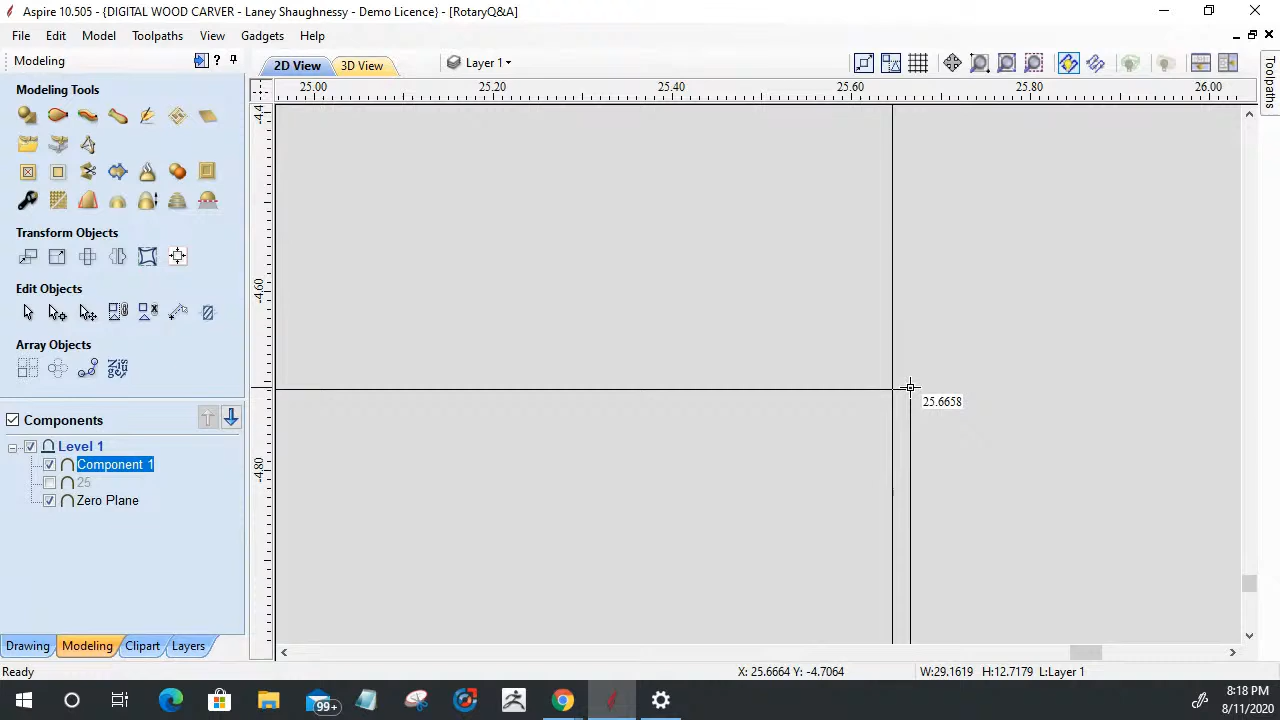 Aspire 10.505 - {DIGITAL WOOD CARVER - Laney Shaughnessy - Demo Licence} - [RotaryQ&A]
File Edit Model Toolpaths View Gadgets Help
Modeling
2D View 3D View Layer 1
Toolpaths
25.00 25.20 25.40 25.60 25.80 26.00
-4.4
-4.60
-4.80
Modeling Tools
Transform Objects
Edit Objects
Array Objects
25.6658
Components
Level 1
Component 1
25
Zero Plane
Drawing Modeling Clipart Layers
Ready X: 25.6664 Y: -4.7064 W:29.1619 H:12.7179 L:Layer 1
99+
8:18 PM
8/11/2020